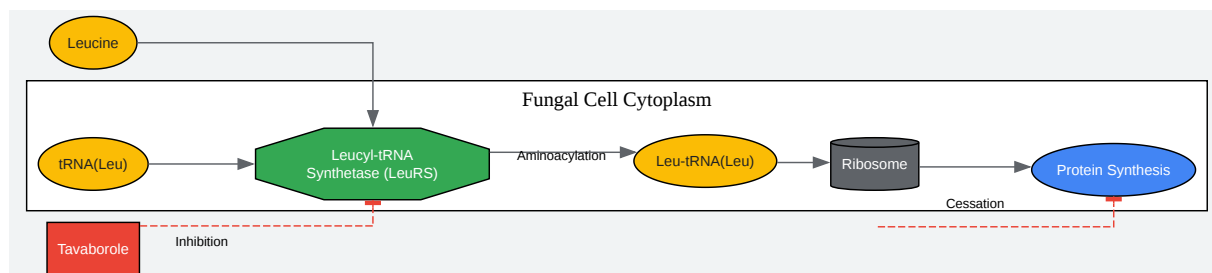 Leucine
Fungal Cell Cytoplasm
tRNA(Leu)
Leucyl-tRNA
Synthetase (LeuRS)
Aminoacylation
Leu-tRNA(Leu)
Ribosome
Protein Synthesis
Cessation
Inhibition
Tavaborole